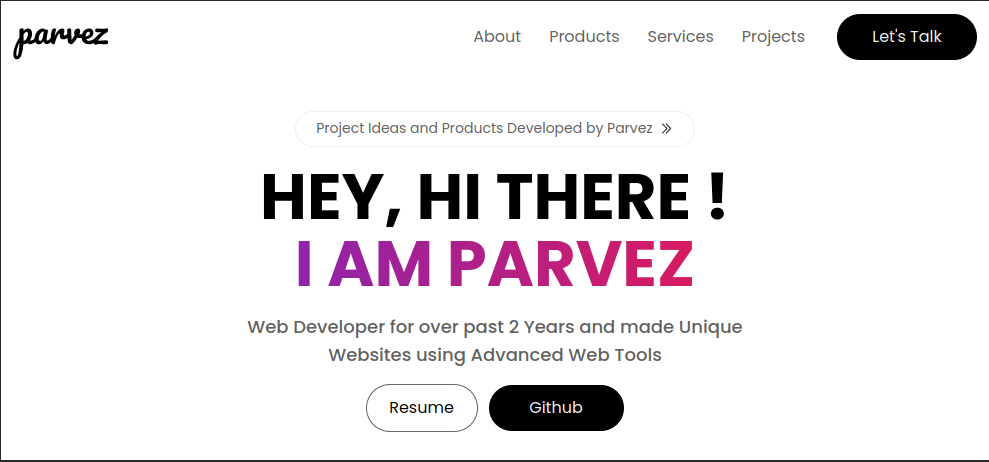 parvez
About
Products
Services
Projects
Let's Talk
Project Ideas and Products Developed by Parvez
HEY, HI THERE !
I AM PARVEZ
Web Developer for over past 2 Years and made Unique
Websites using Advanced Web Tools
Resume
Github